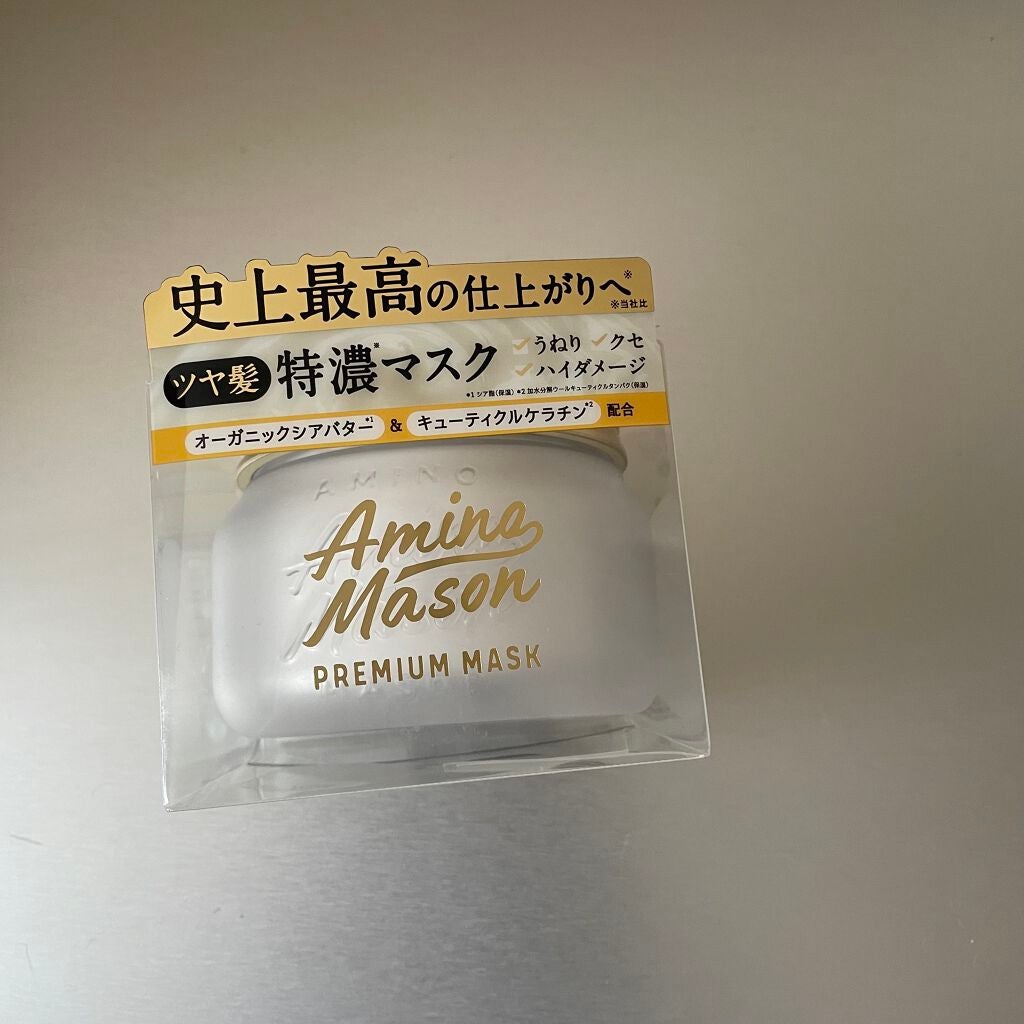 史上最高の仕上がりへ※
※当社比
ツヤ髪 特濃※マスク
✓うねり ✓クセ
✓ハイダメージ
*1 シア脂(保湿) *2 加水分解ウールキューティクルタンパク(保湿)
オーガニックシアバター*1 & キューティクルケラチン*2 配合
AMINO
Amino
Mason
PREMIUM MASK